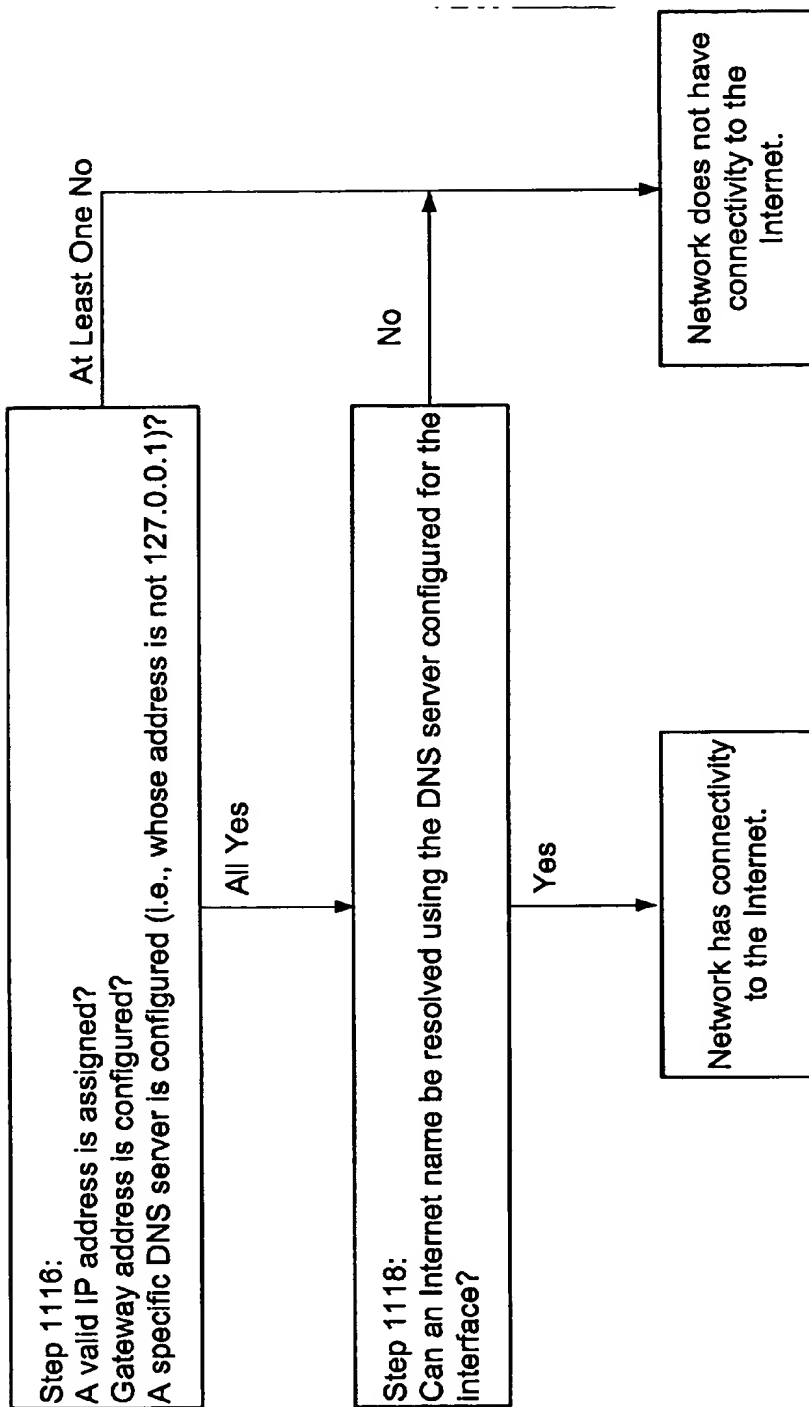 Step 1116:
A valid IP address is assigned?
Gateway address is configured?
A specific DNS server is configured (i.e., whose address is not 127.0.0.1)?
At Least One No
All Yes
Step 1118:
Can an Internet name be resolved using the DNS server configured for the
interface?
No
Yes
Network has connectivity
to the Internet.
Network does not have
connectivity to the
Internet.